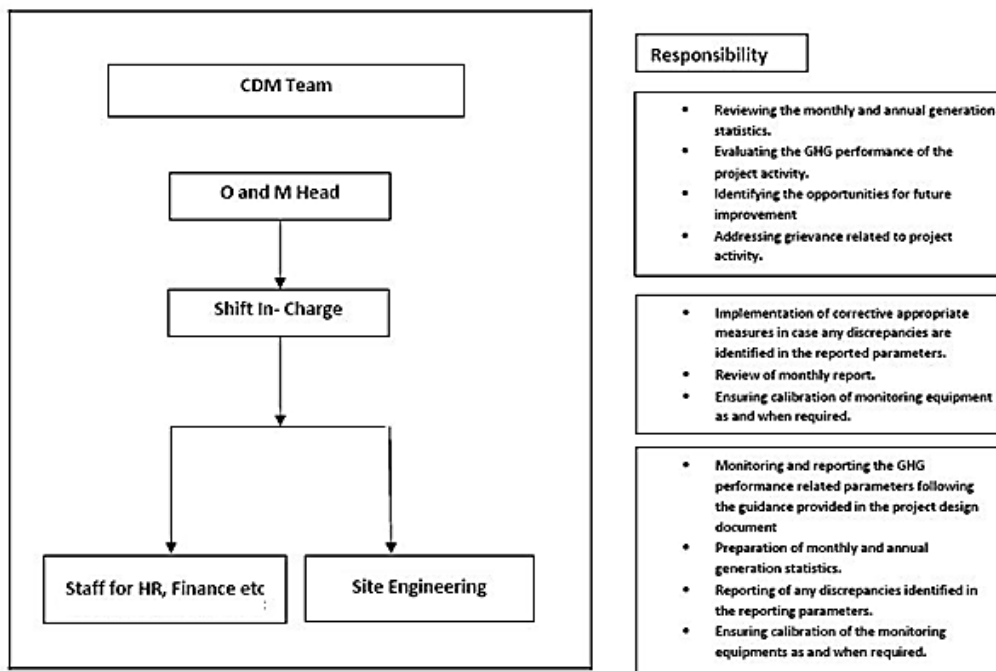 CDM Team
O and M Head
Shift In- Charge
Staff for HR, Finance etc
:
Site Engineering
Responsibility
• Reviewing the monthly and annual generation
statistics.
• Evaluating the GHG performance of the
project activity.
• Identifying the opportunities for future
improvement
• Addressing grievance related to project
activity.
• Implementation of corrective appropriate
measures in case any discrepancies are
identified in the reported parameters.
• Review of monthly report.
• Ensuring calibration of monitoring equipment
as and when required.
• Monitoring and reporting the GHG
performance related parameters following
the guidance provided in the project design
document
• Preparation of monthly and annual
generation statistics.
• Reporting of any discrepancies identified in
the reporting parameters.
• Ensuring calibration of the monitoring
equipments as and when required.